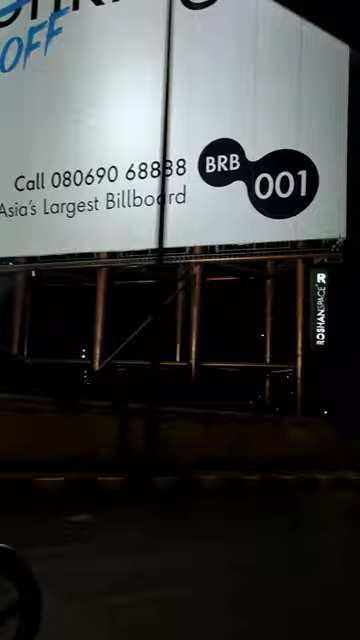 OFF
Call 080690 68888
Asia's Largest Billboard
BRB
001
R
ROSHANSPACE